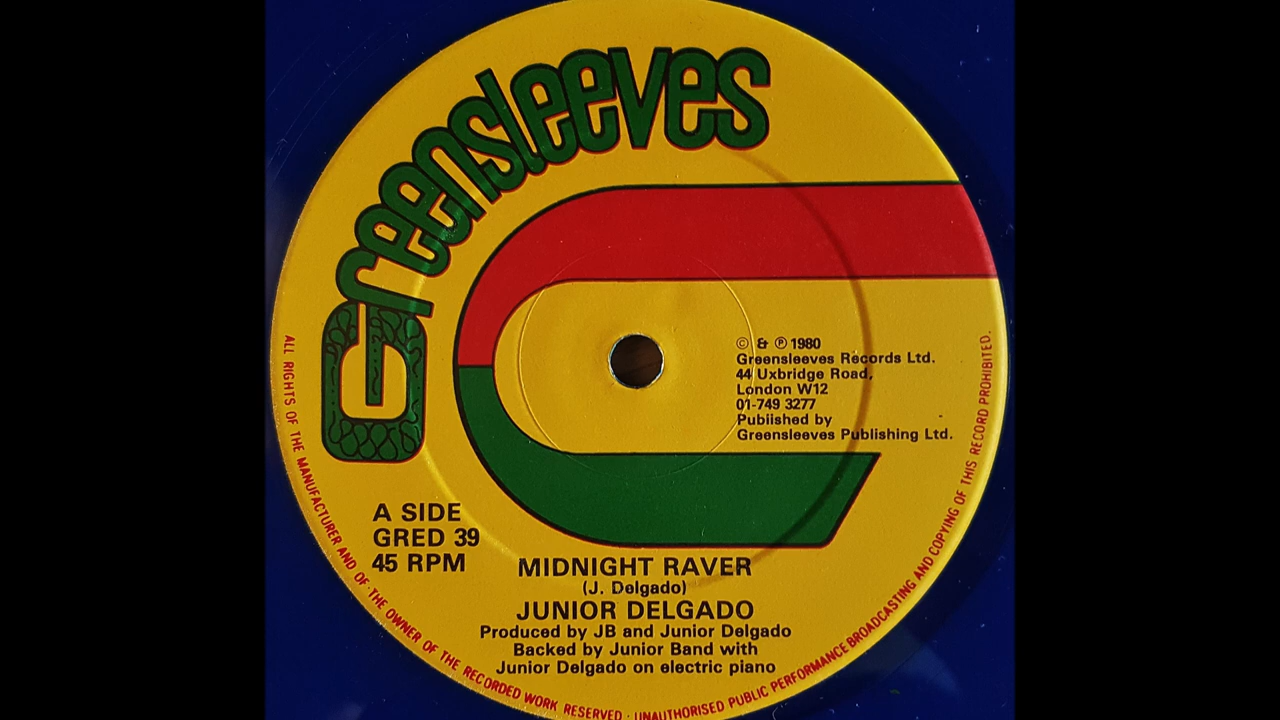 Greensleeves
© & ℗ 1980
Greensleeves Records Ltd.
44 Uxbridge Road,
London W12
01-749 3277
Published by
Greensleeves Publishing Ltd.
A SIDE
GRED 39
45 RPM
MIDNIGHT RAVER
(J. Delgado)
JUNIOR DELGADO
Produced by JB and Junior Delgado
Backed by Junior Band with
Junior Delgado on electric piano
ALL RIGHTS OF THE MANUFACTURER AND OF THE OWNER OF THE RECORDED WORK RESERVED · UNAUTHORISED PUBLIC PERFORMANCE BROADCASTING AND COPYING OF THIS RECORD PROHIBITED.